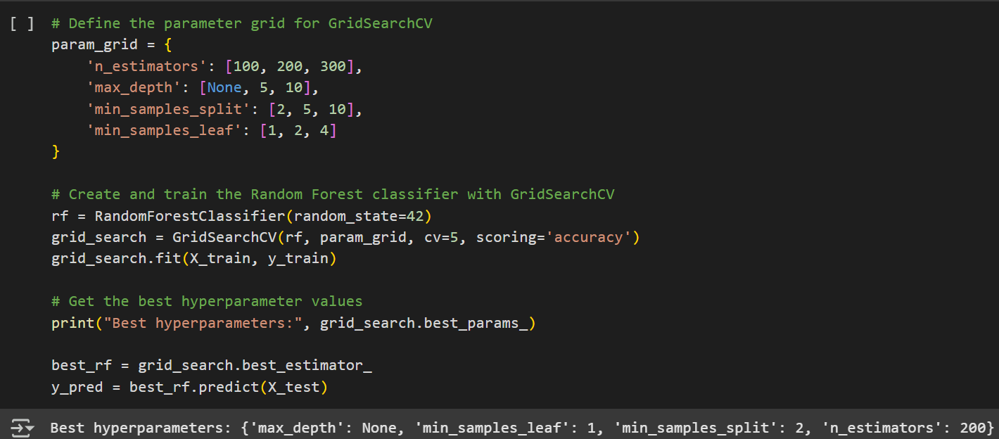 [ ] # Define the parameter grid for GridSearchCV
param_grid = {
    'n_estimators': [100, 200, 300],
    'max_depth': [None, 5, 10],
    'min_samples_split': [2, 5, 10],
    'min_samples_leaf': [1, 2, 4]
}

# Create and train the Random Forest classifier with GridSearchCV
rf = RandomForestClassifier(random_state=42)
grid_search = GridSearchCV(rf, param_grid, cv=5, scoring='accuracy')
grid_search.fit(X_train, y_train)

# Get the best hyperparameter values
print("Best hyperparameters:", grid_search.best_params_)

best_rf = grid_search.best_estimator_
y_pred = best_rf.predict(X_test)

Best hyperparameters: {'max_depth': None, 'min_samples_leaf': 1, 'min_samples_split': 2, 'n_estimators': 200}